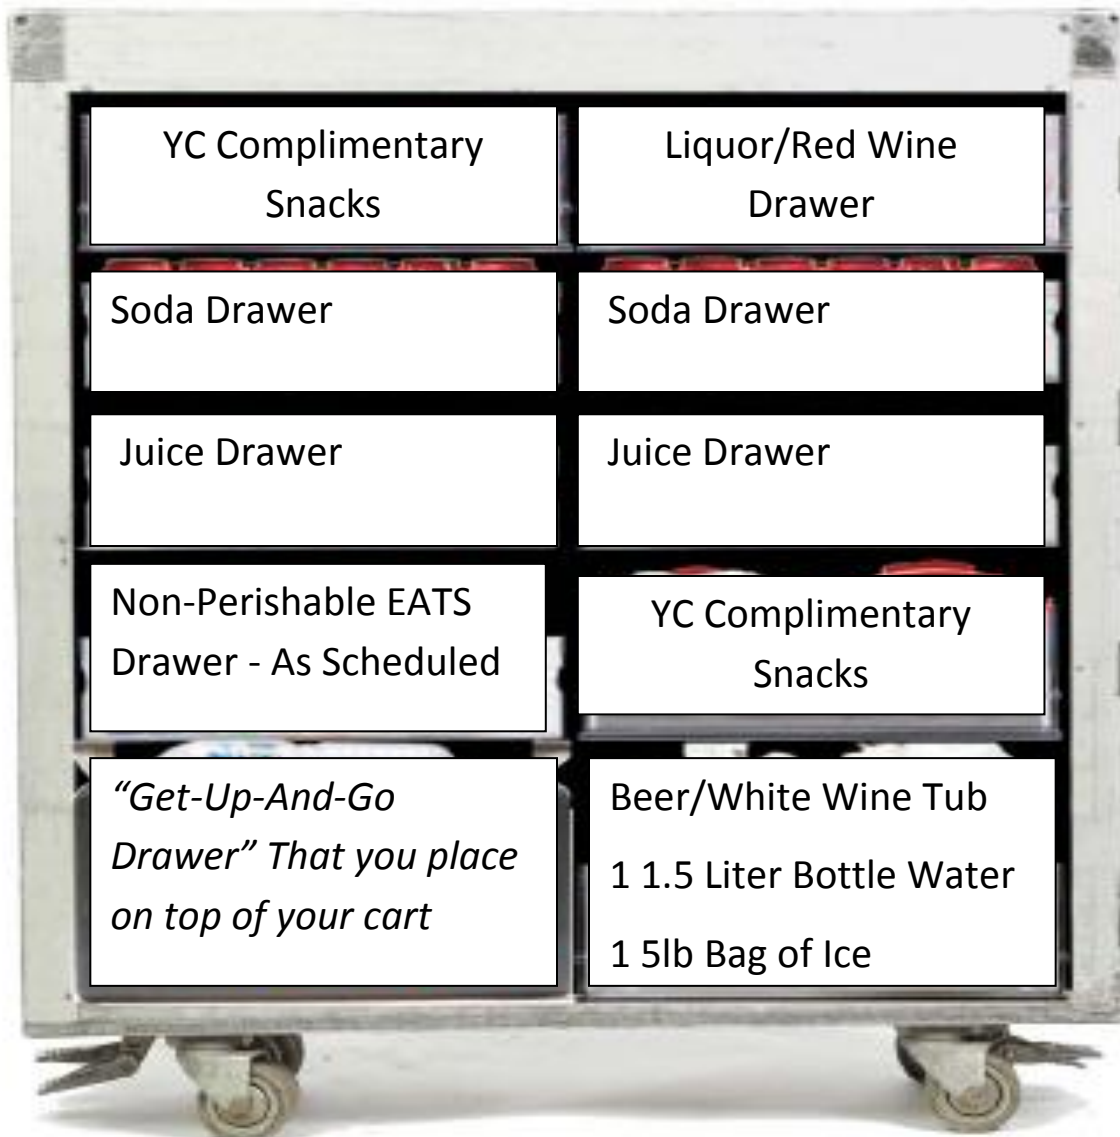 YC Complimentary
Snacks
Liquor/Red Wine
Drawer
Soda Drawer
Soda Drawer
Juice Drawer
Juice Drawer
Non-Perishable EATS
Drawer - As Scheduled
YC Complimentary
Snacks
“Get-Up-And-Go
Drawer” That you place
on top of your cart
Beer/White Wine Tub
1 1.5 Liter Bottle Water
1 5lb Bag of Ice